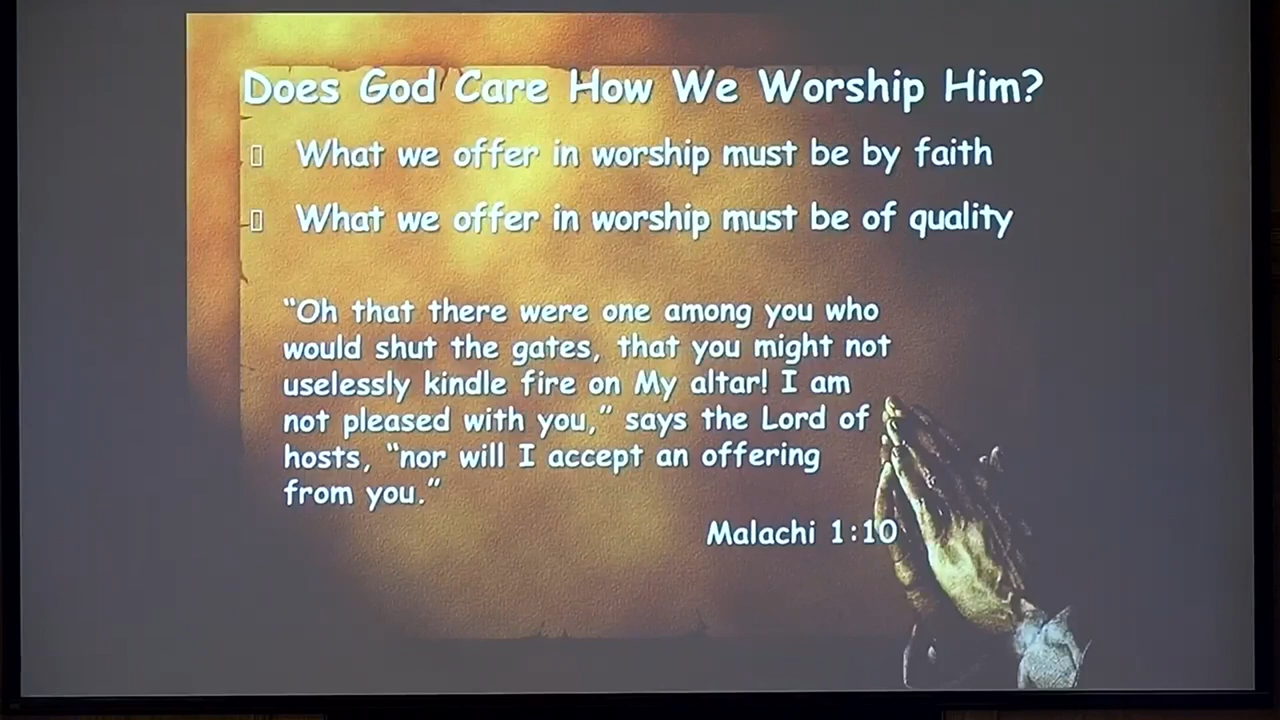 Does God Care How We Worship Him?
What we offer in worship must be by faith
What we offer in worship must be of quality
“Oh that there were one among you who
would shut the gates, that you might not
uselessly kindle fire on My altar! I am
not pleased with you,” says the Lord of
hosts, “nor will I accept an offering
from you.”
Malachi 1:10